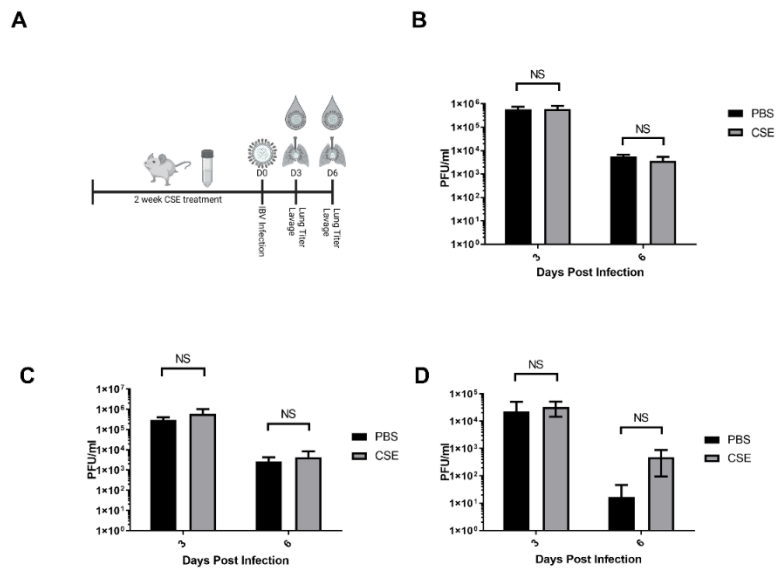 A
2 week CSE treatment
D0
D3
D6
IBV Infection
Lung Titer
Lavage
Lung Titer
Lavage
B
NS
NS
1×10⁶
1×10⁵
1×10⁴
1×10³
1×10²
1×10¹
1×10⁰
PFU/ml
3
6
Days Post Infection
PBS
CSE
C
NS
NS
1×10⁷
1×10⁶
1×10⁵
1×10⁴
1×10³
1×10²
1×10¹
1×10⁰
PFU/ml
3
6
Days Post Infection
PBS
CSE
D
NS
NS
1×10⁵
1×10⁴
1×10³
1×10²
1×10¹
1×10⁰
PFU/ml
3
6
Days Post Infection
PBS
CSE